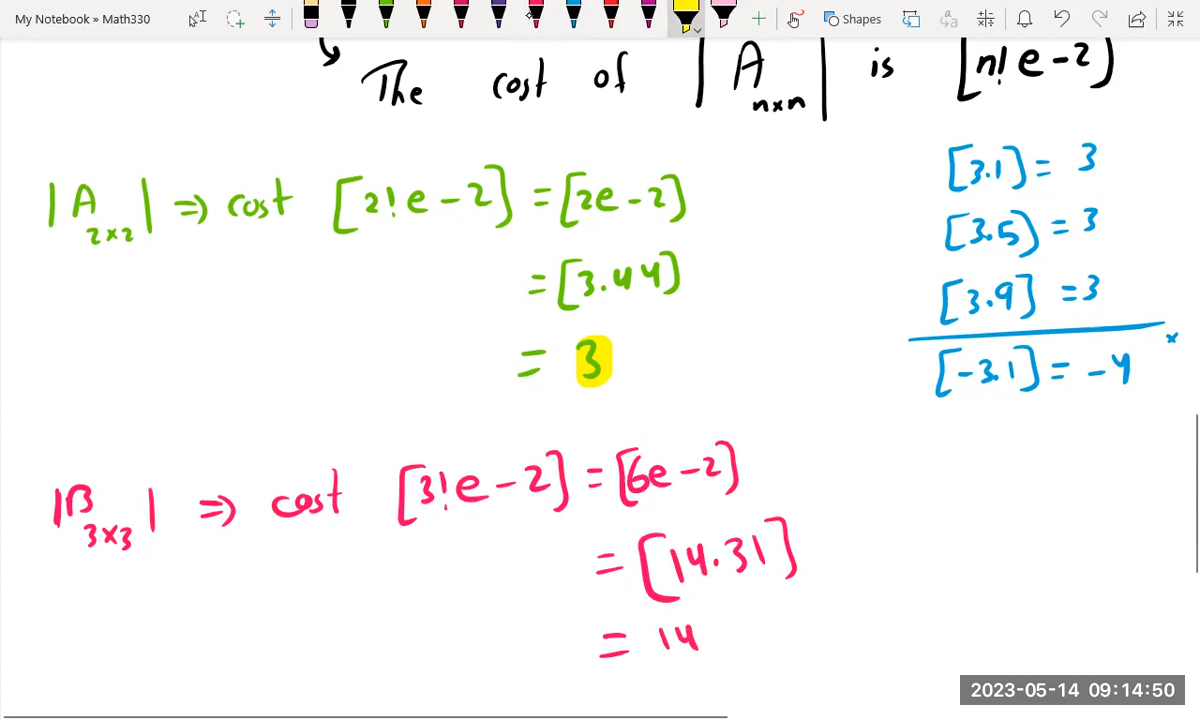 My Notebook » Math330
Shapes
The cost of |A n×n| is [n!e-2]
|A 2×2| ⇒ cost [2!e-2] = [2e-2]
= [3.44]
= 3
[3.1] = 3
[3.5] = 3
[3.9] = 3
×
[-3.1] = -4
|B 3×3| ⇒ cost [3!e-2] = [6e-2]
= [14.31]
= 14
2023-05-14 09:14:50